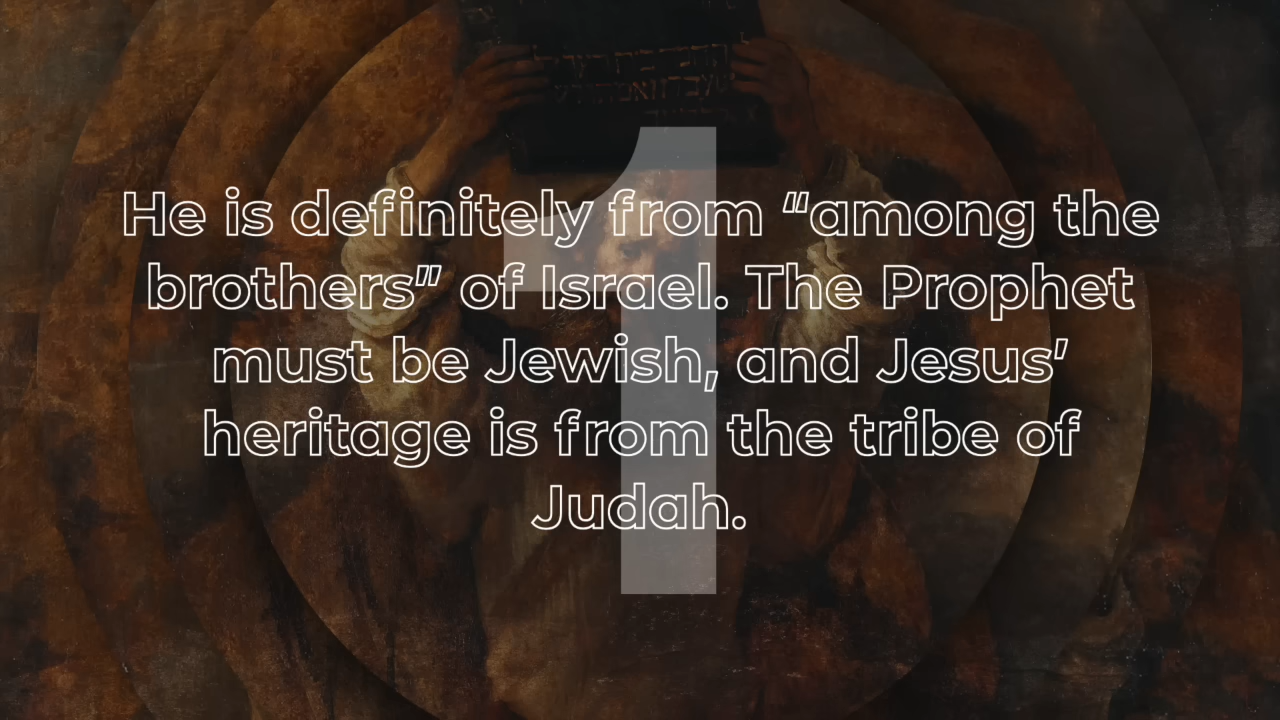 1
He is definitely from “among the
brothers” of Israel. The Prophet
must be Jewish, and Jesus’
heritage is from the tribe of
Judah.